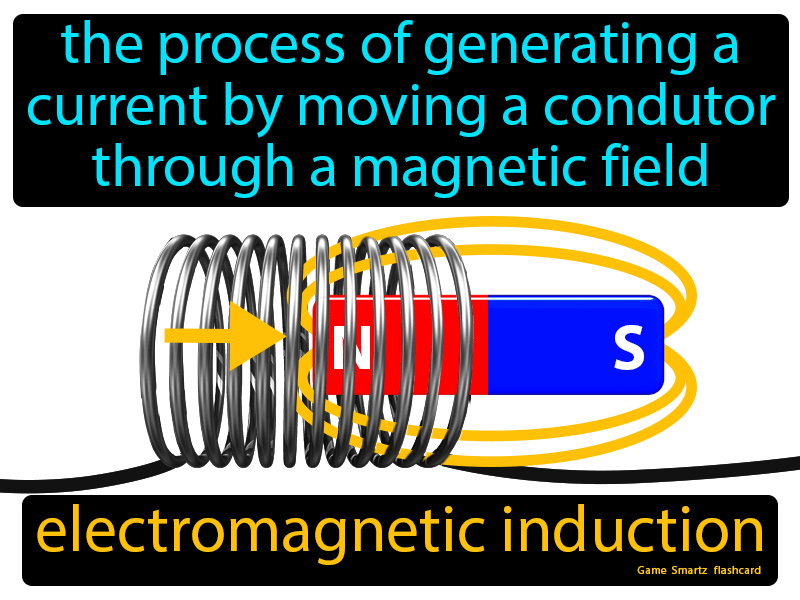 the process of generating a
current by moving a condutor
through a magnetic field
N
S
electromagnetic induction
Game Smartz flashcard